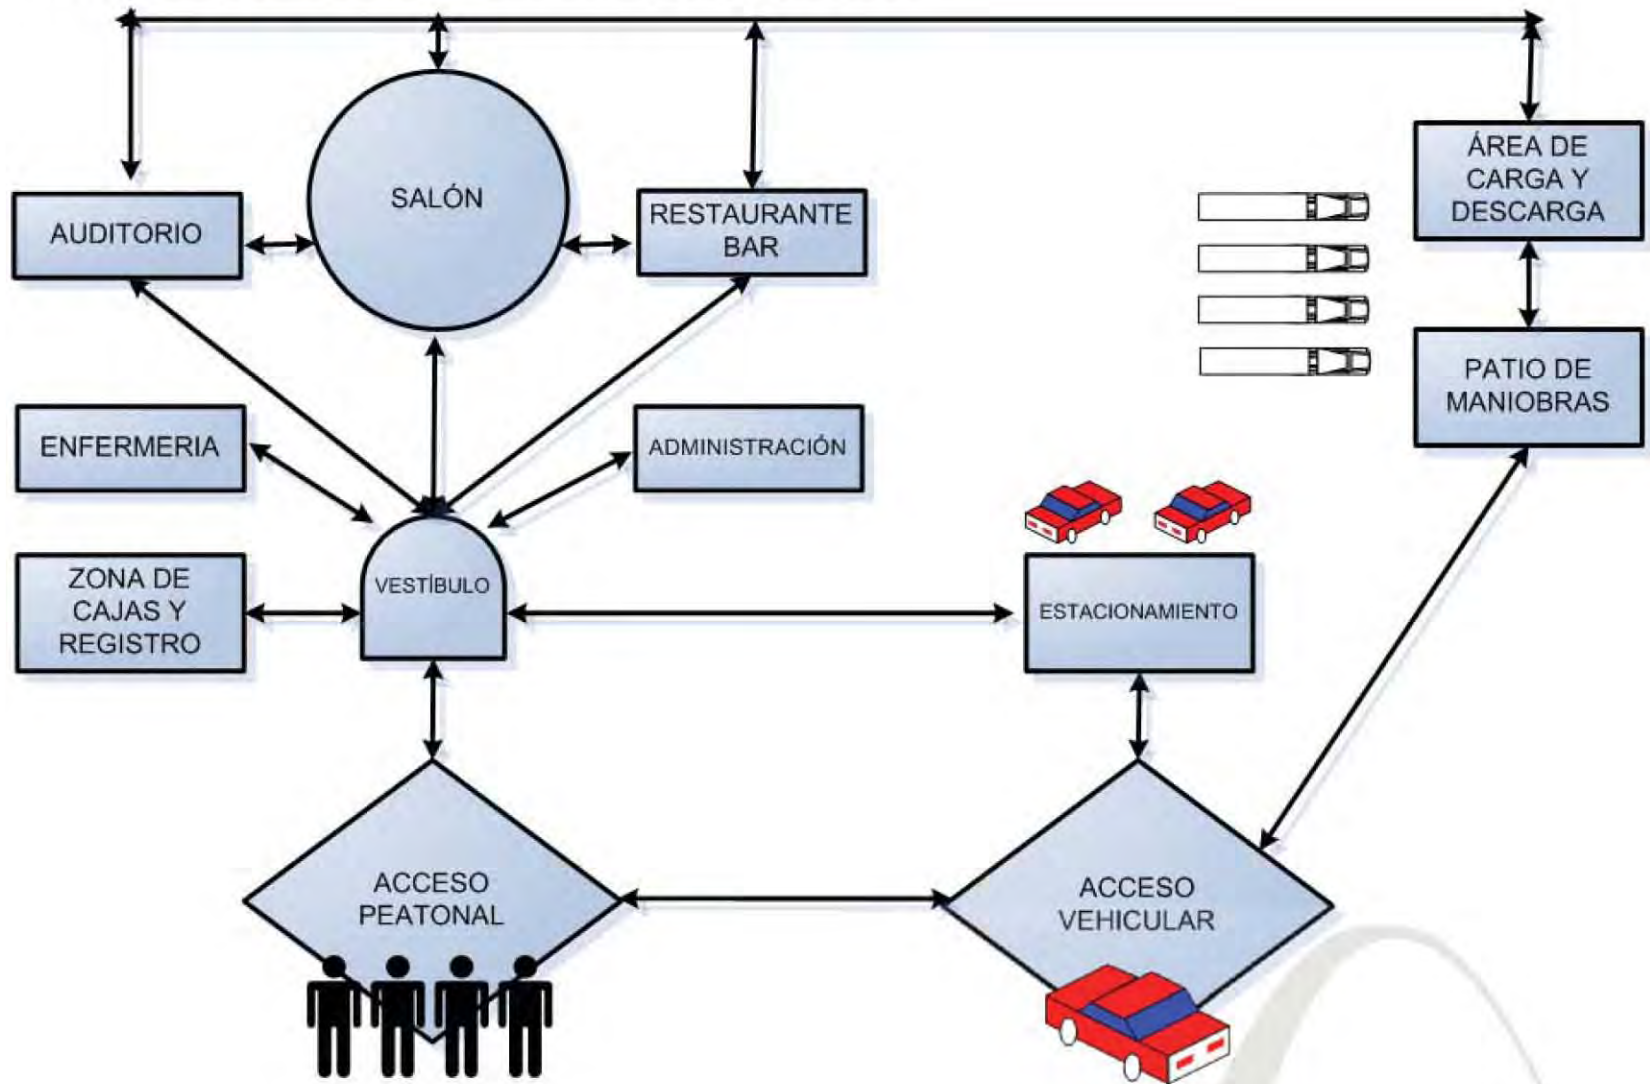 SALÓN
AUDITORIO
RESTAURANTE
BAR
ÁREA DE
CARGA Y
DESCARGA
PATIO DE
MANIOBRAS
ENFERMERIA
ADMINISTRACIÓN
ZONA DE
CAJAS Y
REGISTRO
VESTÍBULO
ESTACIONAMIENTO
ACCESO
PEATONAL
ACCESO
VEHICULAR